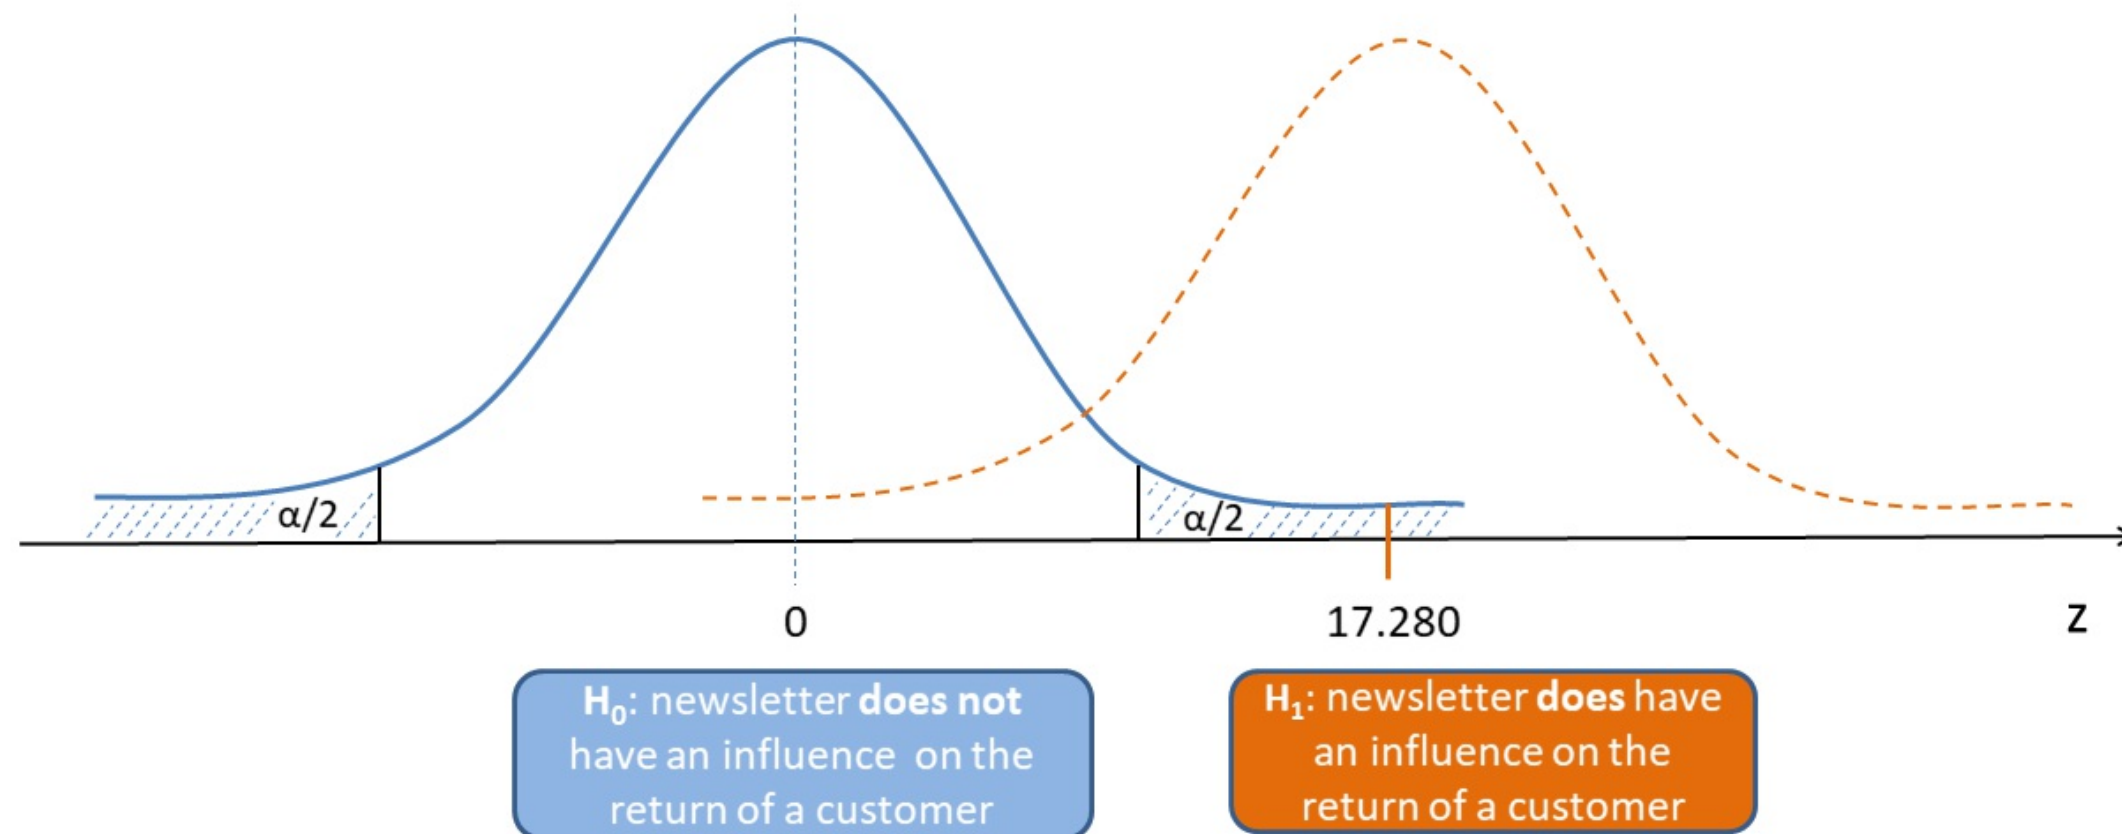 α/2
α/2
0
17.280
Z
H₀: newsletter does not
have an influence on the
return of a customer
H₁: newsletter does have
an influence on the
return of a customer